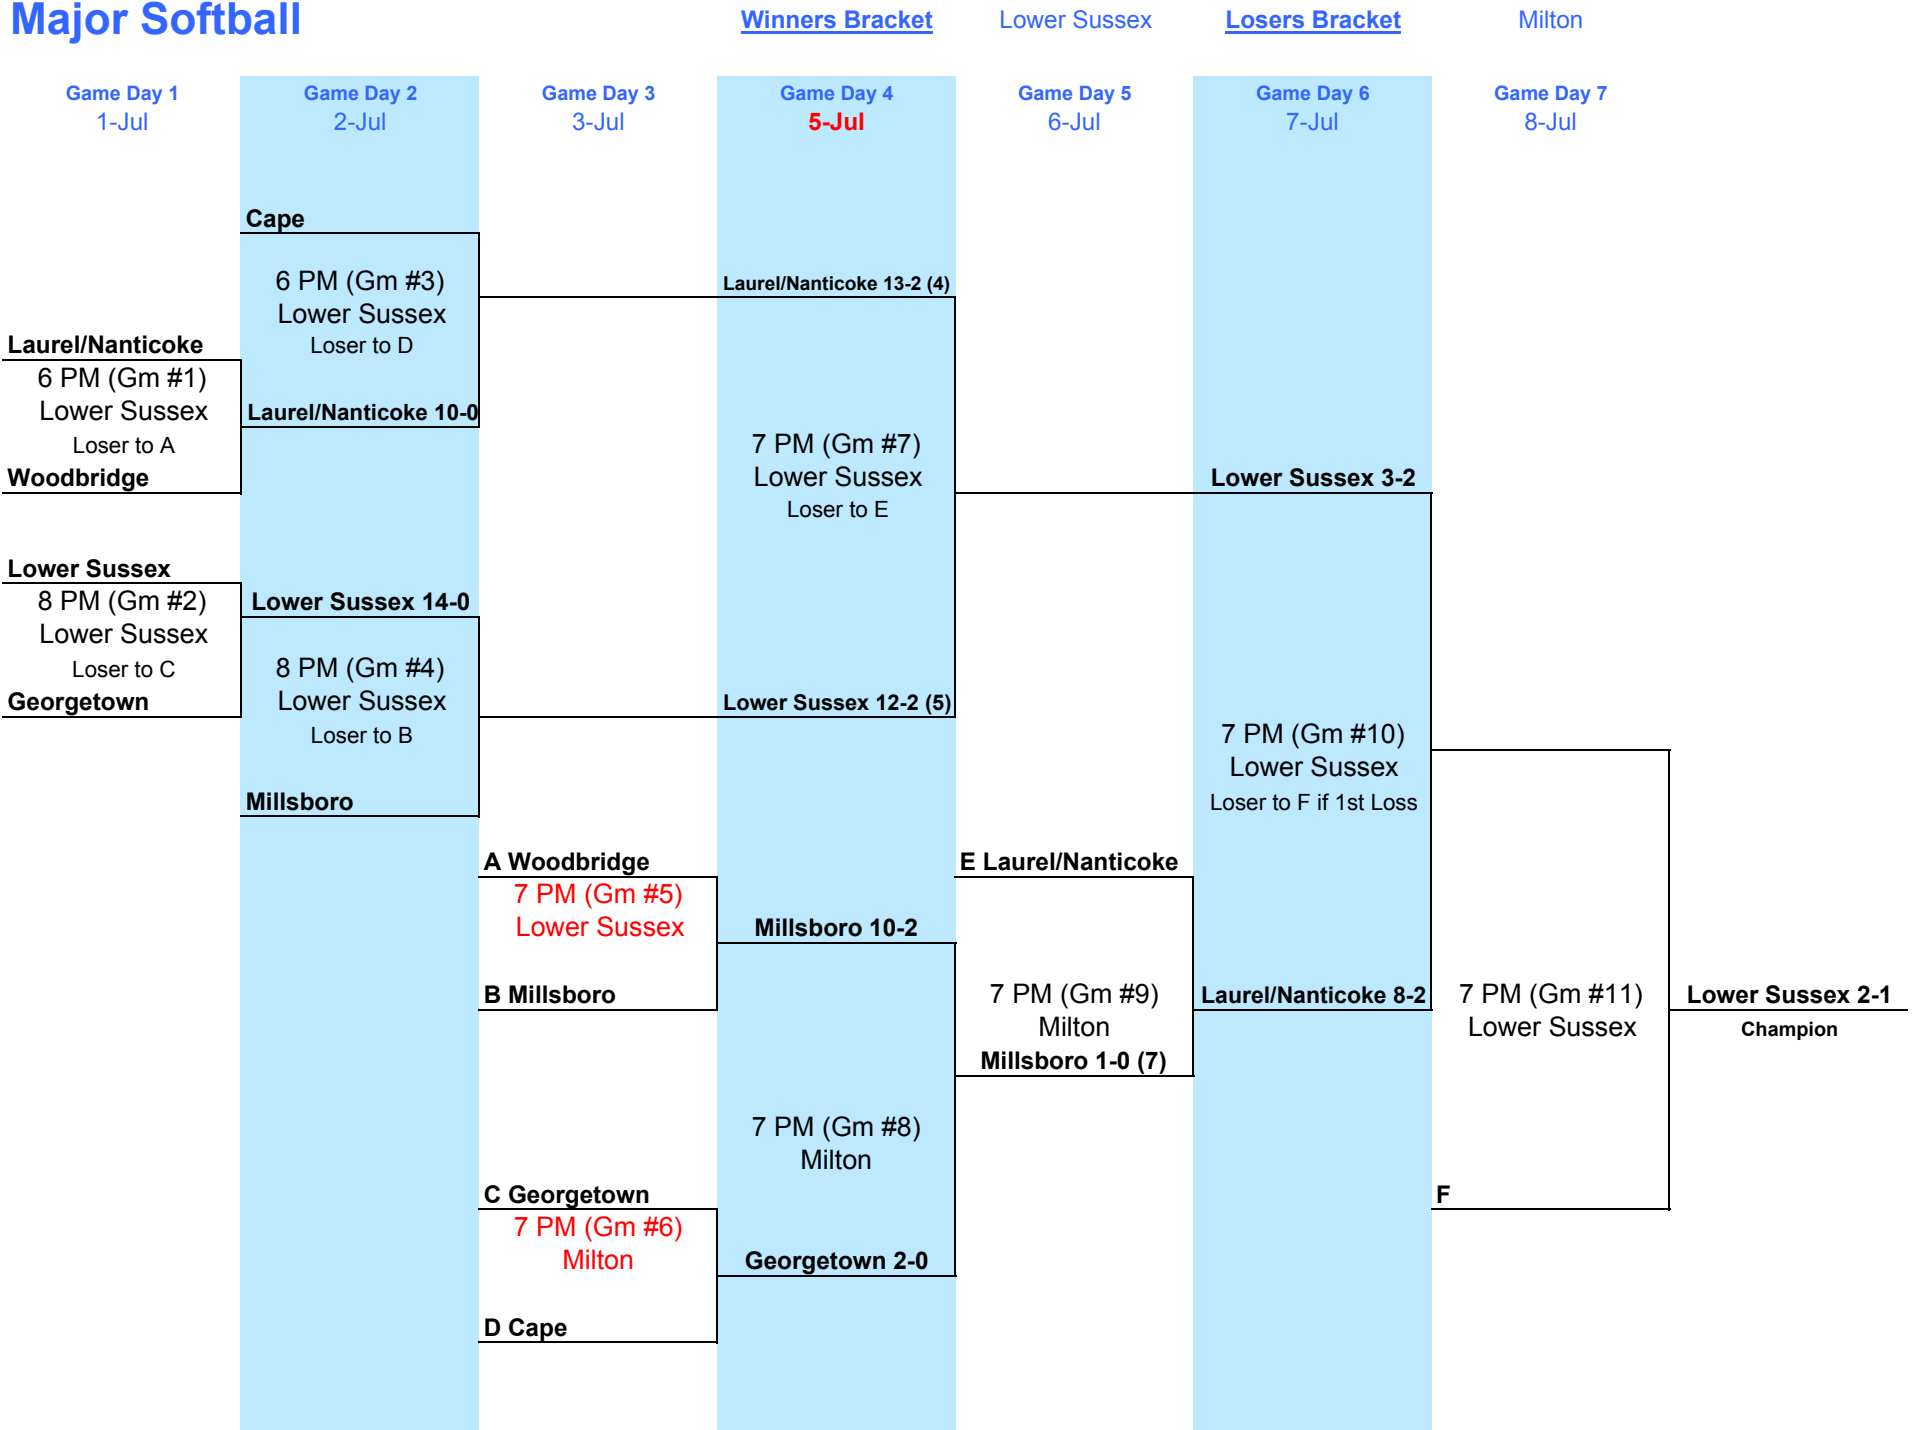 Major Softball
Winners Bracket
Lower Sussex
Losers Bracket
Milton
Game Day 1
1-Jul
Game Day 2
2-Jul
Game Day 3
3-Jul
Game Day 4
5-Jul
Game Day 5
6-Jul
Game Day 6
7-Jul
Game Day 7
8-Jul
Laurel/Nanticoke
6 PM (Gm #1)
Lower Sussex
Loser to A
Woodbridge
Lower Sussex
8 PM (Gm #2)
Lower Sussex
Loser to C
Georgetown
Cape
6 PM (Gm #3)
Lower Sussex
Loser to D
Laurel/Nanticoke 10-0
Lower Sussex 14-0
8 PM (Gm #4)
Lower Sussex
Loser to B
Millsboro
A Woodbridge
7 PM (Gm #5)
Lower Sussex
B Millsboro
C Georgetown
7 PM (Gm #6)
Milton
D Cape
Laurel/Nanticoke 13-2 (4)
7 PM (Gm #7)
Lower Sussex
Loser to E
Lower Sussex 12-2 (5)
Millsboro 10-2
7 PM (Gm #8)
Milton
Georgetown 2-0
E Laurel/Nanticoke
7 PM (Gm #9)
Milton
Millsboro 1-0 (7)
Lower Sussex 3-2
7 PM (Gm #10)
Lower Sussex
Loser to F if 1st Loss
Laurel/Nanticoke 8-2
7 PM (Gm #11)
Lower Sussex
F
Lower Sussex 2-1
Champion